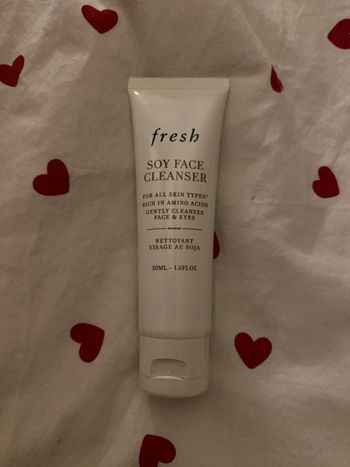 fresh
SOY FACE
CLEANSER
FOR ALL SKIN TYPES*
RICH IN AMINO ACIDS
GENTLY CLEANSES
FACE & EYES
NETTOYANT
VISAGE AU SOJA
50ML – 1.6FL.OZ